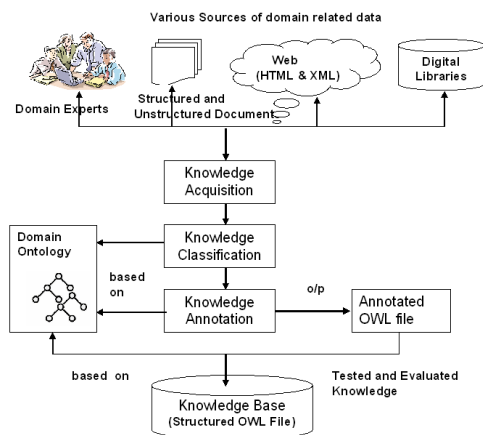 Various Sources of domain related data
Web
(HTML & XML)
Digital
Libraries
Domain Experts
Structured and
Unstructured Document
Knowledge
Acquisition
Domain
Ontology
Knowledge
Classification
based
on
Knowledge
Annotation
o/p
Annotated
OWL file
based on
Tested and Evaluated
Knowledge
Knowledge Base
(Structured OWL File)